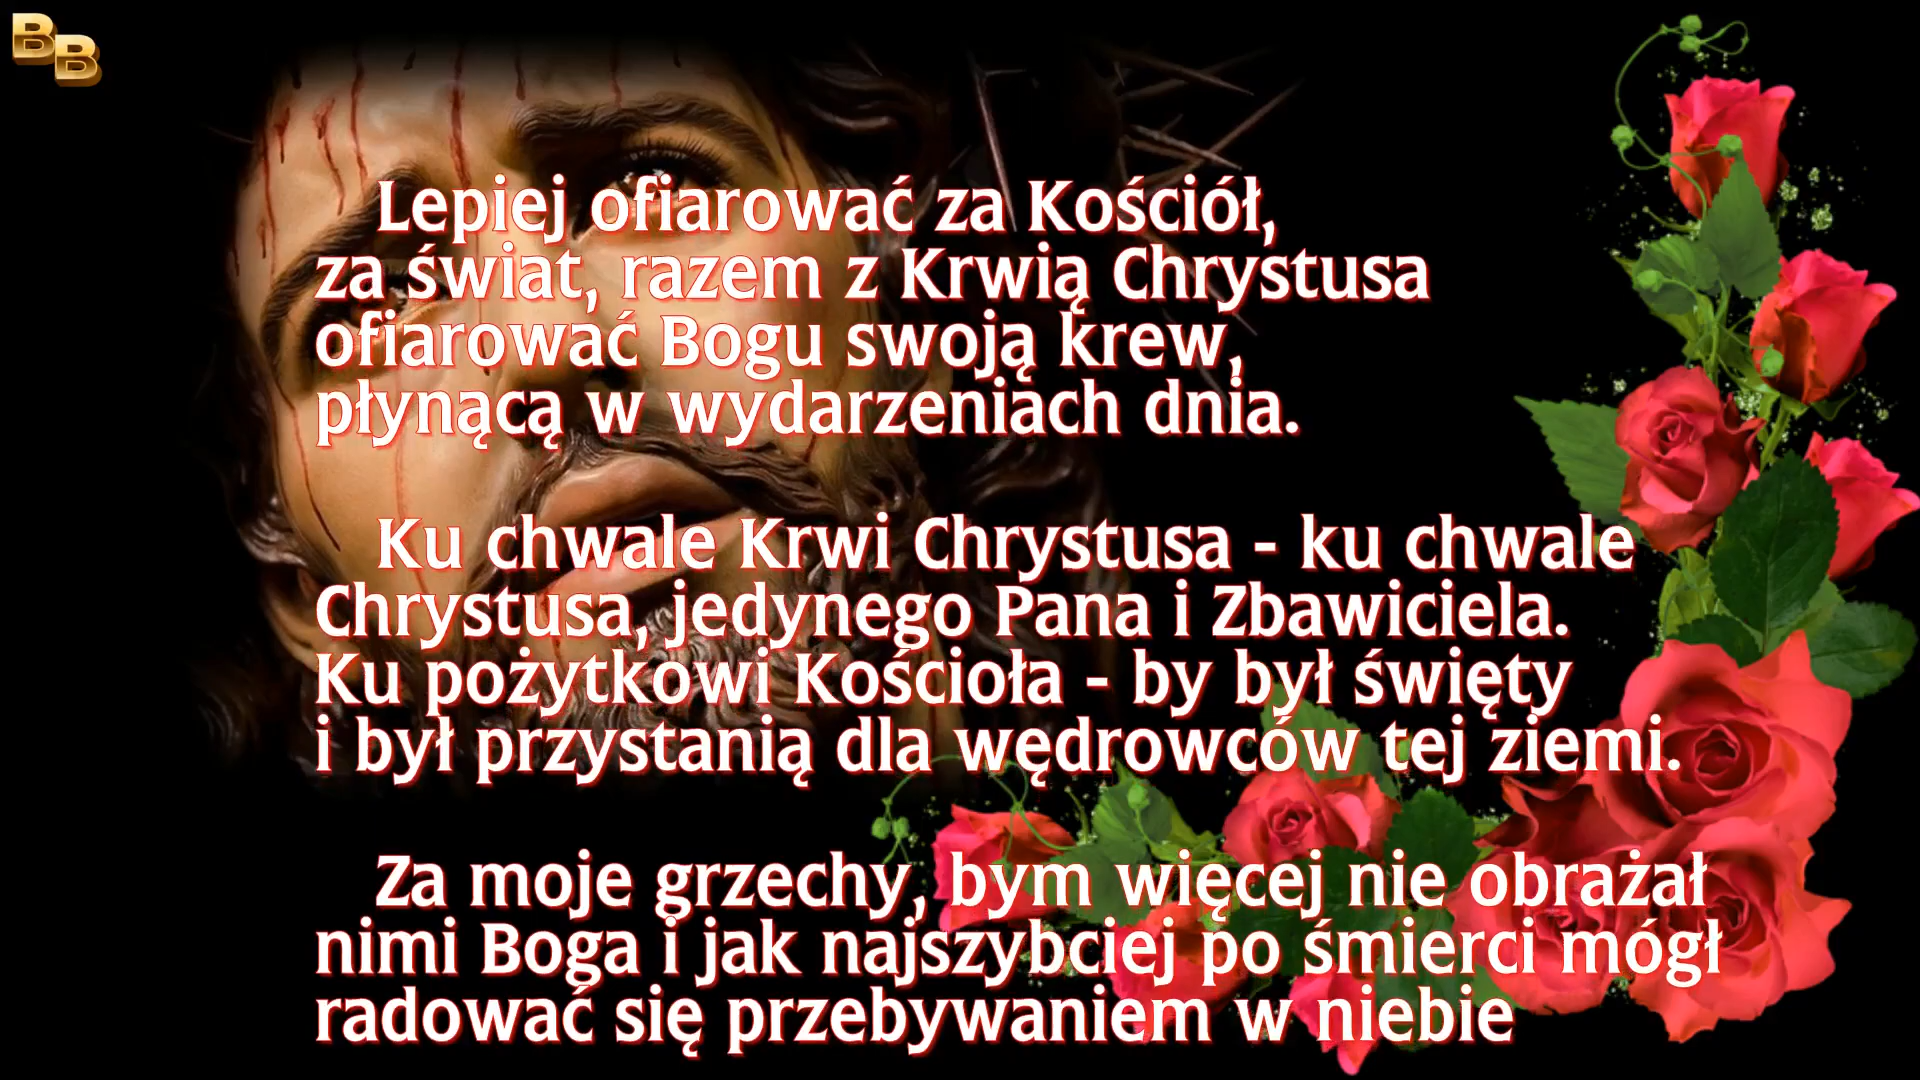 BB
Lepiej ofiarować za Kościół,
za świat, razem z Krwią Chrystusa
ofiarować Bogu swoją krew,
płynącą w wydarzeniach dnia.
Ku chwale Krwi Chrystusa - ku chwale
Chrystusa, jedynego Pana i Zbawiciela.
Ku pożytkowi Kościoła - by był święty
i był przystanią dla wędrowców tej ziemi.
Za moje grzechy, bym więcej nie obrażał
nimi Boga i jak najszybciej po śmierci mógł
radować się przebywaniem w niebie